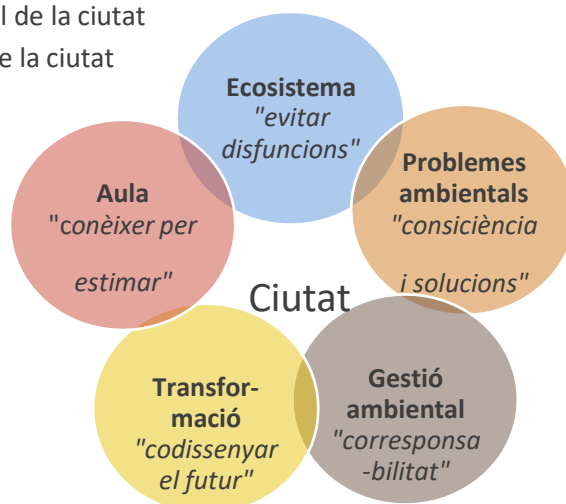 l de la ciutat
e la ciutat
Ecosistema
"evitar
disfuncions"
Problemes
ambientals
"consiciència
i solucions"
Aula
"conèixer per
estimar"
Ciutat
Transfor-
mació
"codissenyar
el futur"
Gestió
ambiental
"corresponsa
-bilitat"